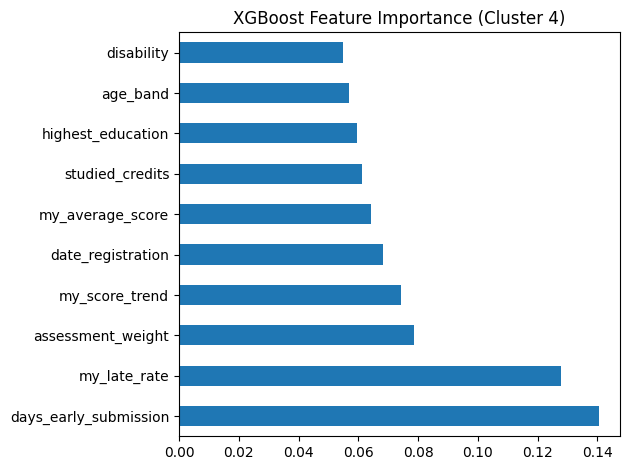 XGBoost Feature Importance (Cluster 4)
disability
age_band
highest_education
studied_credits
my_average_score
date_registration
my_score_trend
assessment_weight
my_late_rate
days_early_submission
0.00 0.02 0.04 0.06 0.08 0.10 0.12 0.14